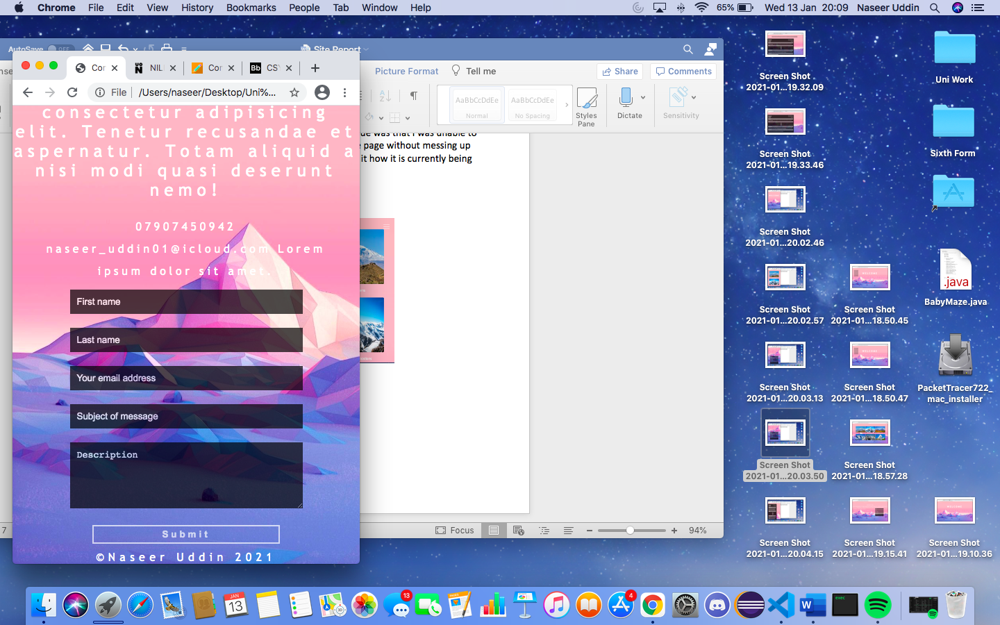 Chrome File Edit View History Bookmarks People Tab Window Help 65% Wed 13 Jan 20:09 Naseer Uddin
AutoSave OFF Site Report
Cor NIL Cor Bb CS
Picture Format Tell me Share Comments
File /Users/naseer/Desktop/Uni%...
AaBbCcDdEe AaBbCcDdEe
Normal No Spacing
Styles Pane Dictate Sensitivity
consectetur adipisicing
elit. Tenetur recusandae et
aspernatur. Totam aliquid a
nisi modi quasi deserunt
nemo!
07907450942
naseer_uddin01@icloud.com Lorem
ipsum dolor sit amet.
First name
Last name
Your email address
Subject of message
Description
Submit
©Naseer Uddin 2021
de was that I was unable to
e page without messing up
it how it is currently being
7 Focus 94%
Screen Shot
2021-01...19.32.09
Screen Shot
2021-01...19.33.46
Screen Shot
2021-01...20.02.46
Screen Shot
2021-01...20.02.57
Screen Shot
2021-01...20.03.13
Screen Shot
2021-01...20.03.50
Screen Shot
2021-01...20.04.15
Screen Shot
2021-01...18.50.45
Screen Shot
2021-01...18.50.47
Screen Shot
2021-01...18.57.28
Screen Shot
2021-01...19.15.41
Uni Work
Sixth Form
.java
BabyMaze.java
PacketTracer722_
mac_installer
Screen Shot
2021-01...19.10.36
JAN
13
13
4
exec
W